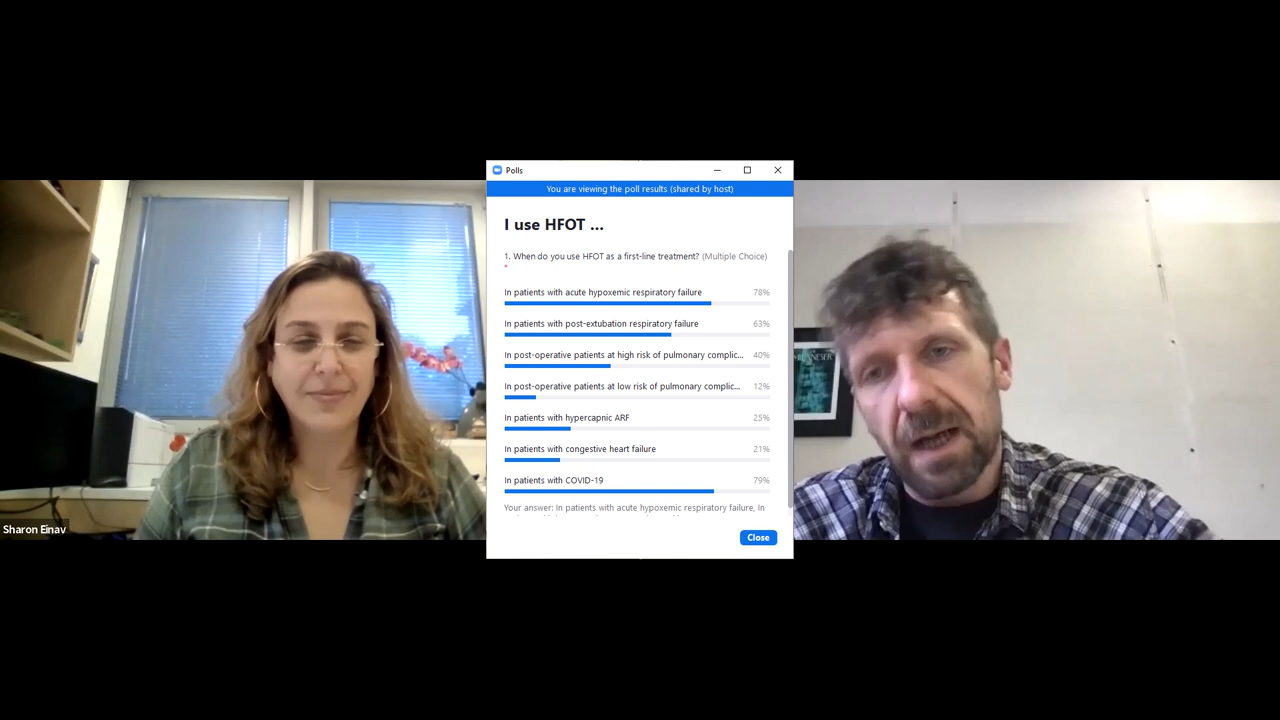 Polls
You are viewing the poll results (shared by host)
I use HFOT ...
1. When do you use HFOT as a first-line treatment? (Multiple Choice)
*
In patients with acute hypoxemic respiratory failure 78%
In patients with post-extubation respiratory failure 63%
In post-operative patients at high risk of pulmonary complic... 40%
In post-operative patients at low risk of pulmonary complic... 12%
In patients with hypercapnic ARF 25%
In patients with congestive heart failure 21%
In patients with COVID-19 79%
Your answer: In patients with acute hypoxemic respiratory failure, In
Close
Sharon Einav